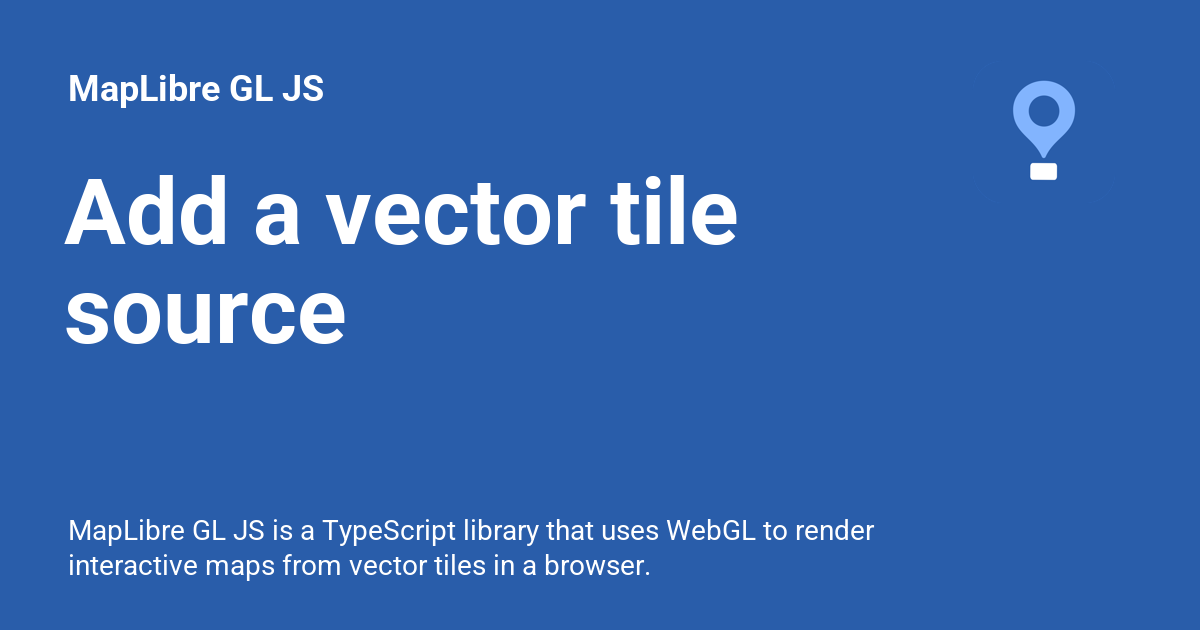 MapLibre GL JS
Add a vector tile
source
MapLibre GL JS is a TypeScript library that uses WebGL to render
interactive maps from vector tiles in a browser.